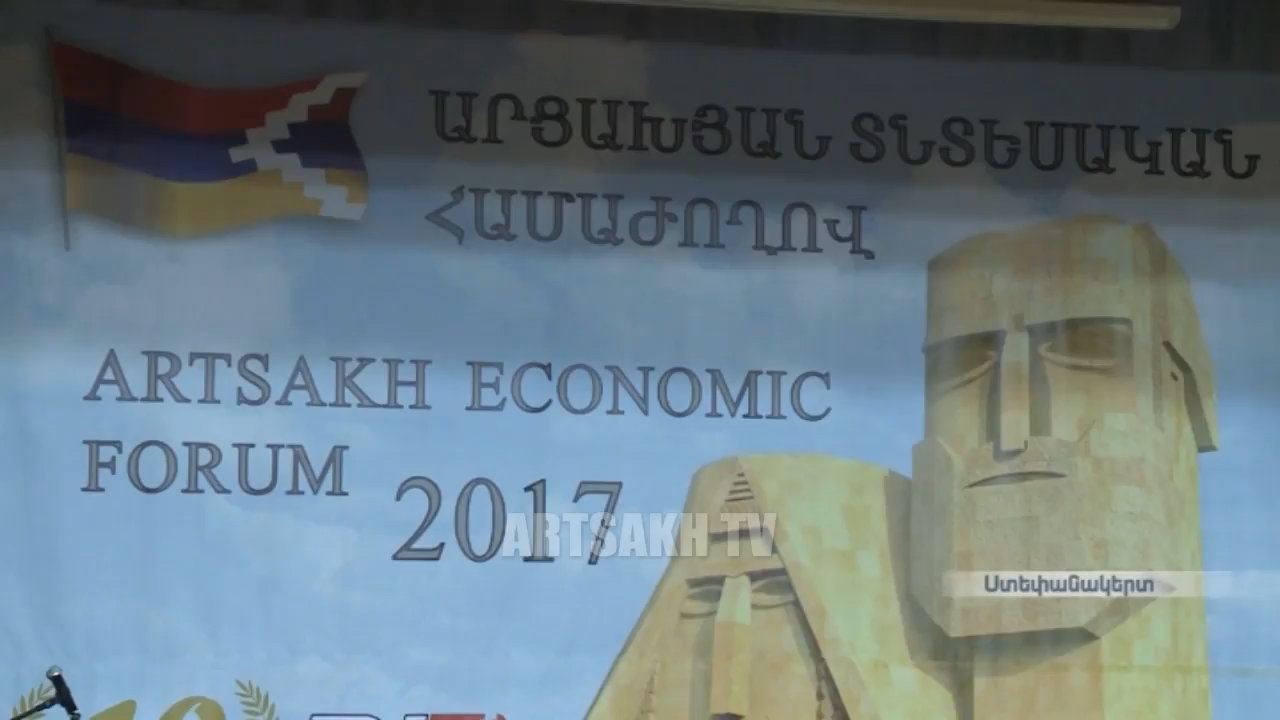 ԱՐՑԱԽՅԱՆ ՏՆՏԵՍԱԿԱՆ
ՀԱՄԱԺՈՂՈՎ
ARTSAKH ECONOMIC
FORUM 2017
ARTSAKH TV
Ստեփանակերտ